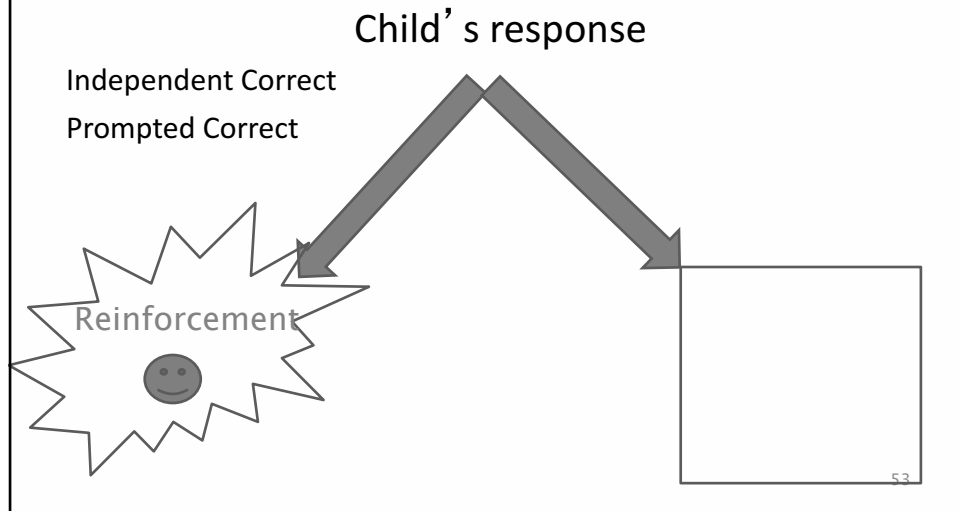 Child’s response
Independent Correct
Prompted Correct
Reinforcement
53